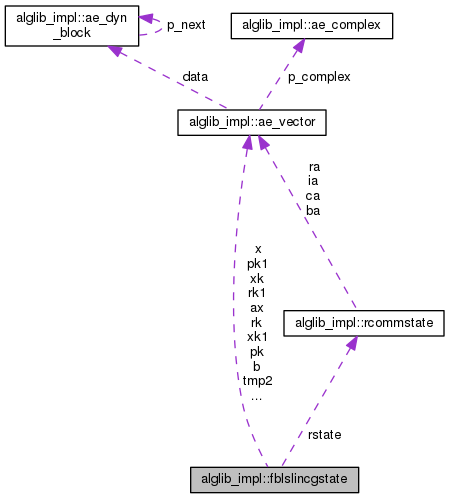 alglib_impl::ae_dyn
_block
p_next
alglib_impl::ae_complex
data
p_complex
alglib_impl::ae_vector
ra
ia
ca
ba
x
pk1
xk
rk1
ax
rk
xk1
pk
b
tmp2
...
alglib_impl::rcommstate
rstate
alglib_impl::fblslincgstate